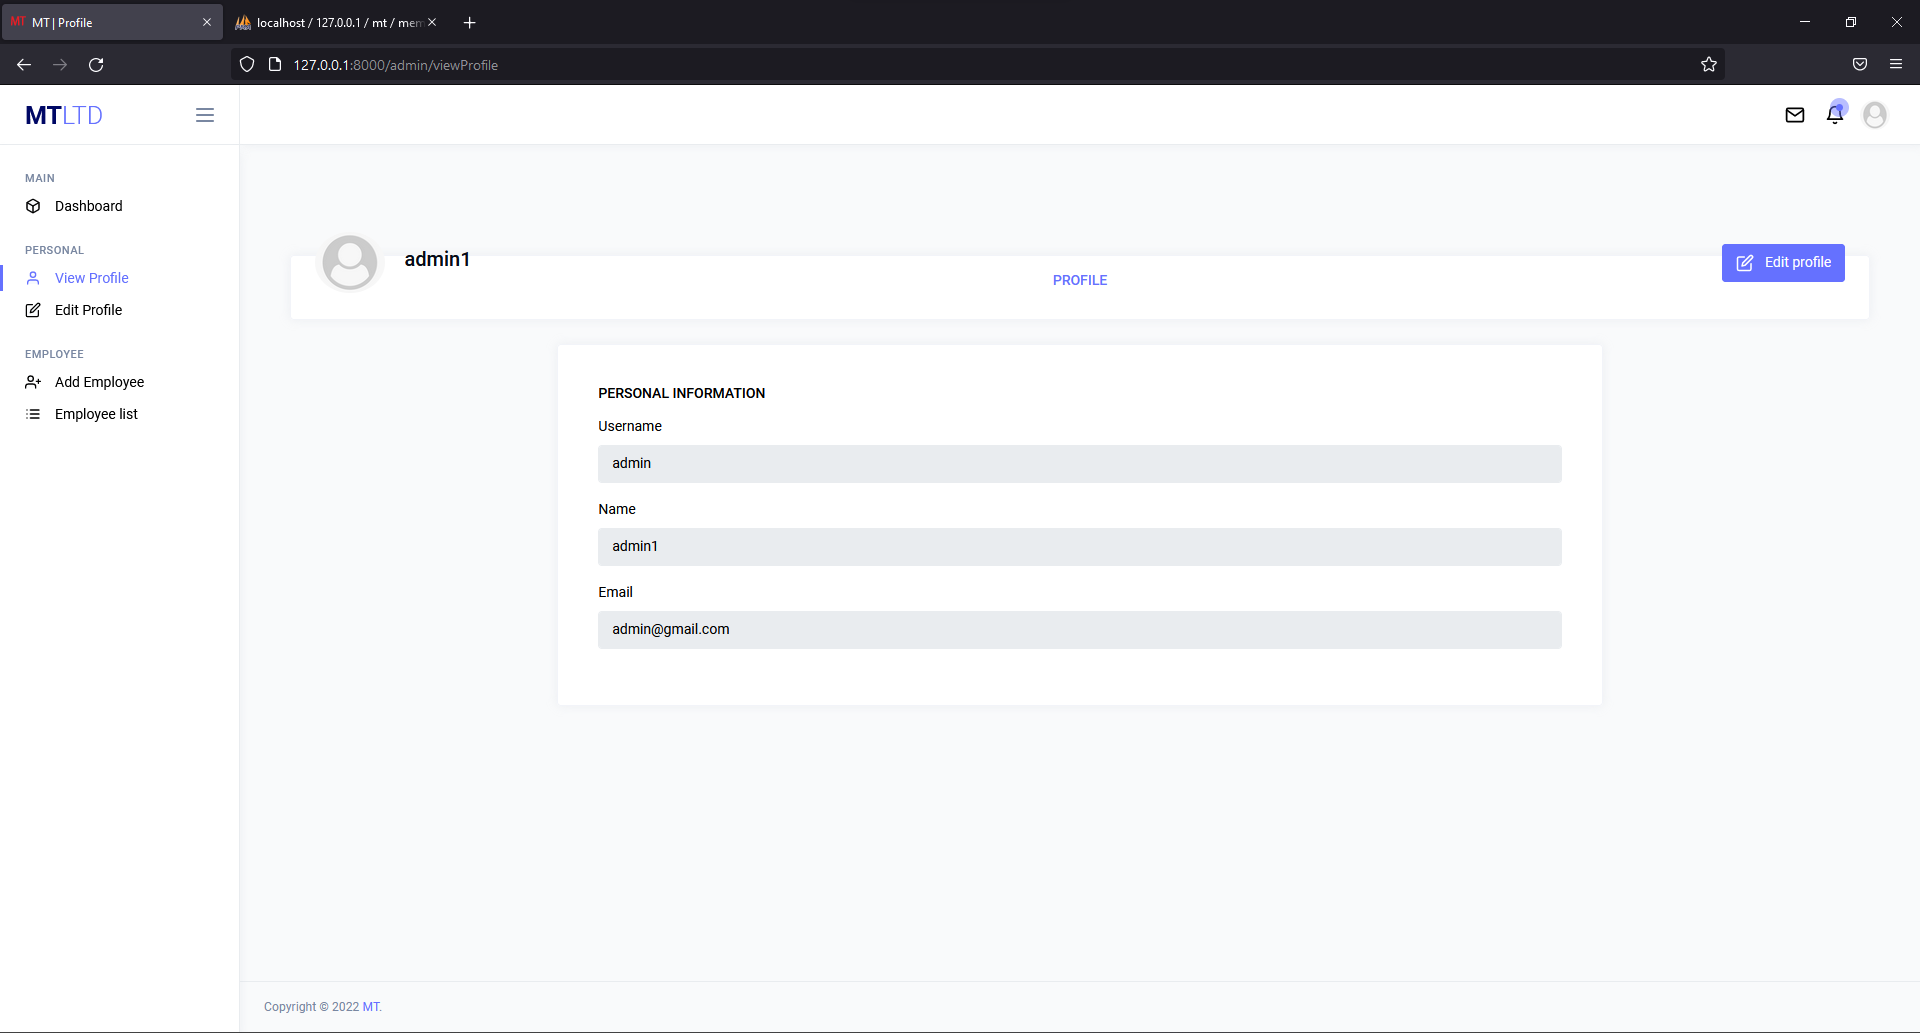 MT MT | Profile
localhost / 127.0.0.1 / mt / mem
127.0.0.1:8000/admin/viewProfile
MTLTD
MAIN
Dashboard
PERSONAL
View Profile
Edit Profile
EMPLOYEE
Add Employee
Employee list
admin1
PROFILE
Edit profile
PERSONAL INFORMATION
Username
admin
Name
admin1
Email
admin@gmail.com
Copyright © 2022 MT.